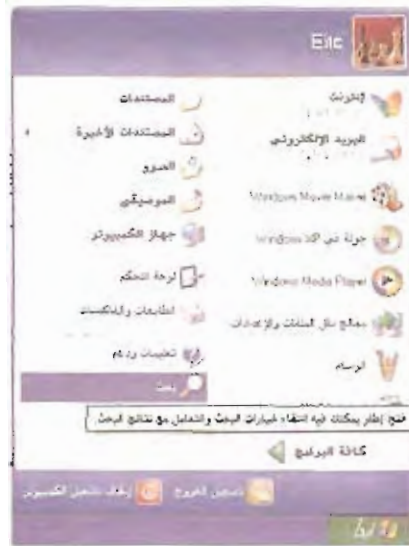 Eilc
إنترنت
البريد الإلكتروني
Windows Movie Maker
جولة في Windows XP
Windows Media Player
معالج نقل الملفات والإعدادات
الرسام
كافة البرامج
المستندات
المستندات الأخيرة
الصور
الموسيقى
جهاز الكمبيوتر
لوحة التحكم
الطابعات والفاكسات
تعليمات ودعم
بحث
فتح إطار يمكنك فيه انتقاء خيارات البحث والتعامل مع نتائج البحث.
تسجيل الخروج
إيقاف تشغيل الكمبيوتر
ابدأ